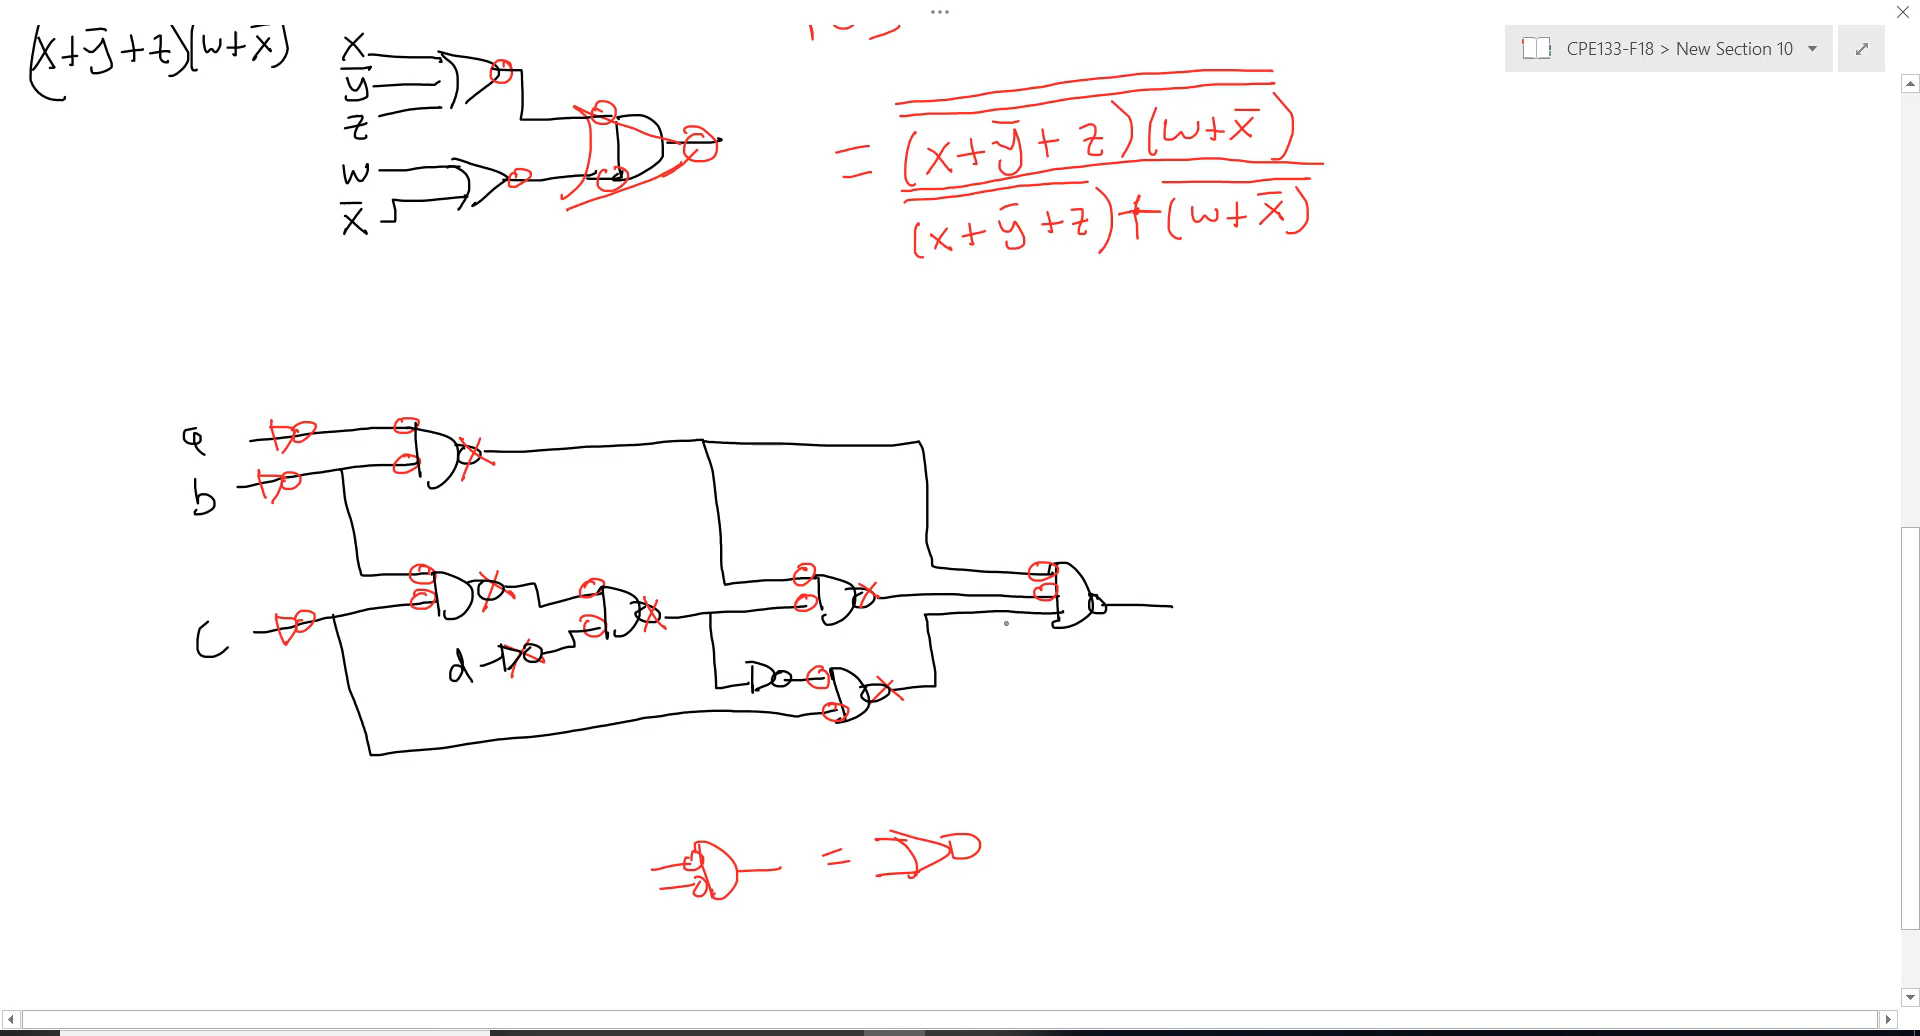 CPE133-F18 > New Section 10
(x+y̅+z)(w+x̅)
x
y̅
z
w
x̅
= (x+y̅+z)(w+x̅)
(x+y̅+z)+(w+x̅)
a
b
c
d
=